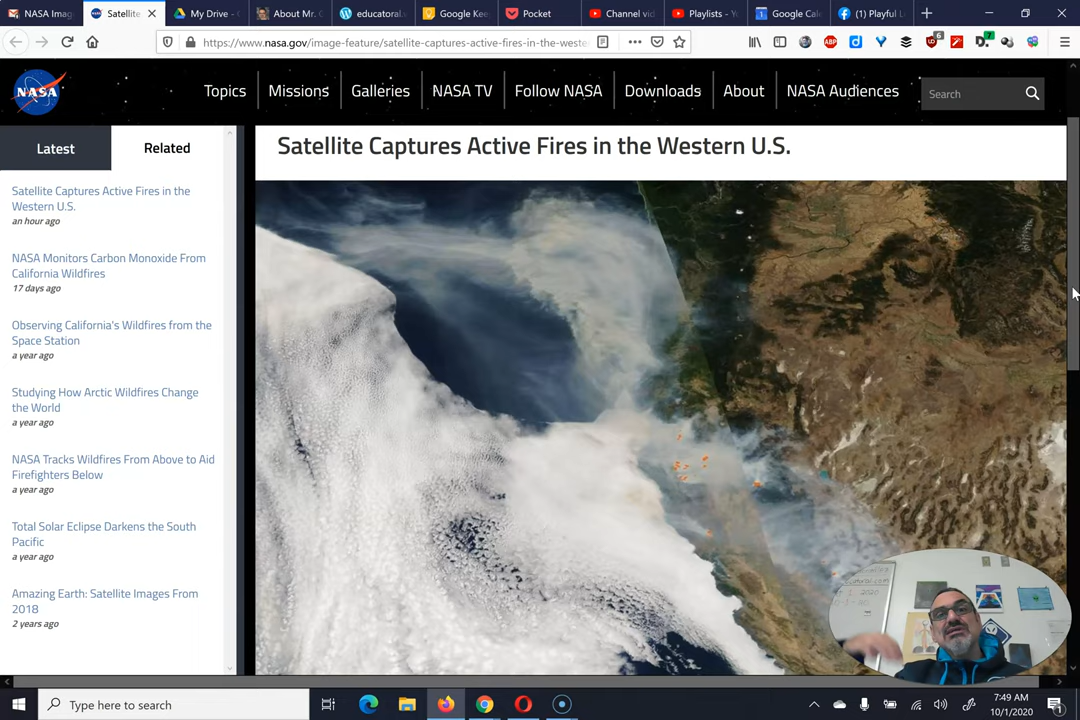 NASA Imag
Satellite
My Drive -
About Mr. C
educatoral.
Google Kee
Pocket
Channel vid
Playlists - Y
Google Cal
(1) Playful L
https://www.nasa.gov/image-feature/satellite-captures-active-fires-in-the-weste
ABP
6
7
NASA
Topics
Missions
Galleries
NASA TV
Follow NASA
Downloads
About
NASA Audiences
Search
Latest
Related
Satellite Captures Active Fires in the Western U.S.
Satellite Captures Active Fires in the
Western U.S.
an hour ago
NASA Monitors Carbon Monoxide From
California Wildfires
17 days ago
Observing California's Wildfires from the
Space Station
a year ago
Studying How Arctic Wildfires Change
the World
a year ago
NASA Tracks Wildfires From Above to Aid
Firefighters Below
a year ago
Total Solar Eclipse Darkens the South
Pacific
a year ago
Amazing Earth: Satellite Images From
2018
2 years ago
Type here to search
7:49 AM
10/1/2020